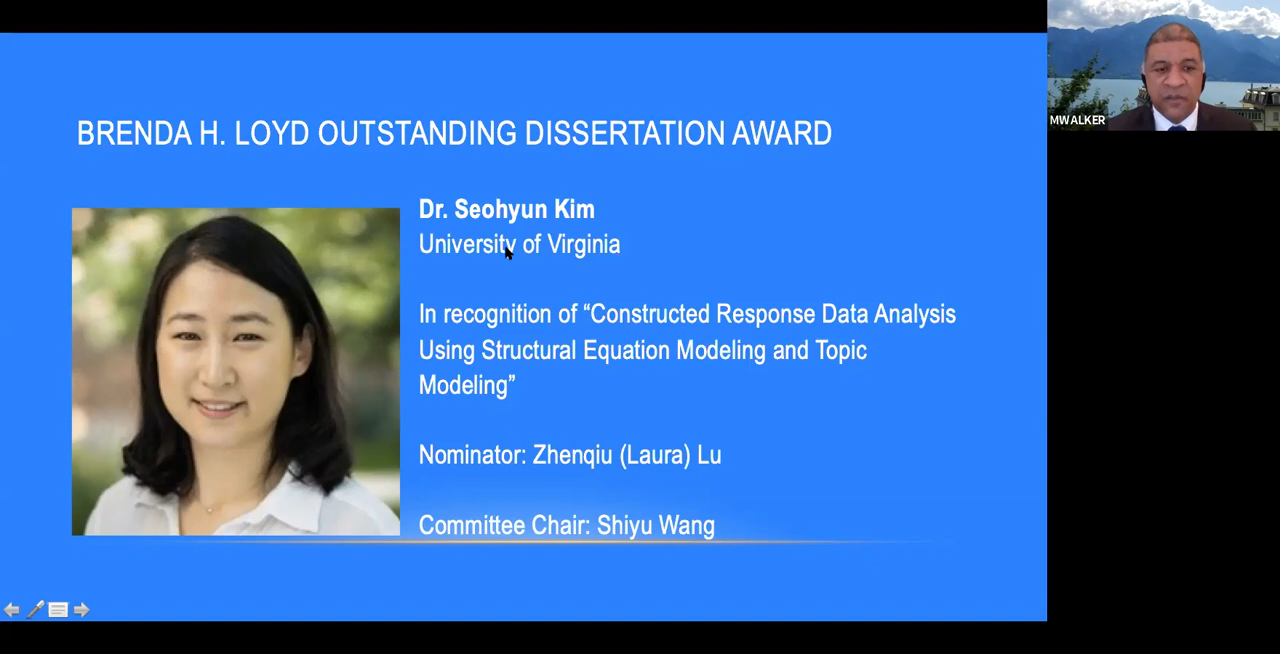 BRENDA H. LOYD OUTSTANDING DISSERTATION AWARD
Dr. Seohyun Kim
University of Virginia
In recognition of “Constructed Response Data Analysis
Using Structural Equation Modeling and Topic
Modeling”
Nominator: Zhenqiu (Laura) Lu
Committee Chair: Shiyu Wang
MWALKER